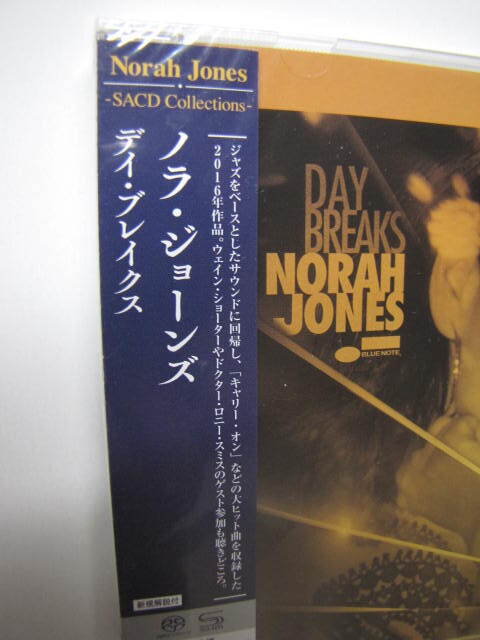 Norah Jones
-SACD Collections-
ノラ・ジョーンズ
デイ・ブレイクス
ジャズをベースとしたサウンドに回帰し、「キャリー・オン」などの大ヒット曲を収録した
2016年作品。ウェイン・ショーターやドクター・ロニー・スミスのゲスト参加も聴きどころ。
新規解説付
DAY
BREAKS
NORAH
JONES
BLUE NOTE